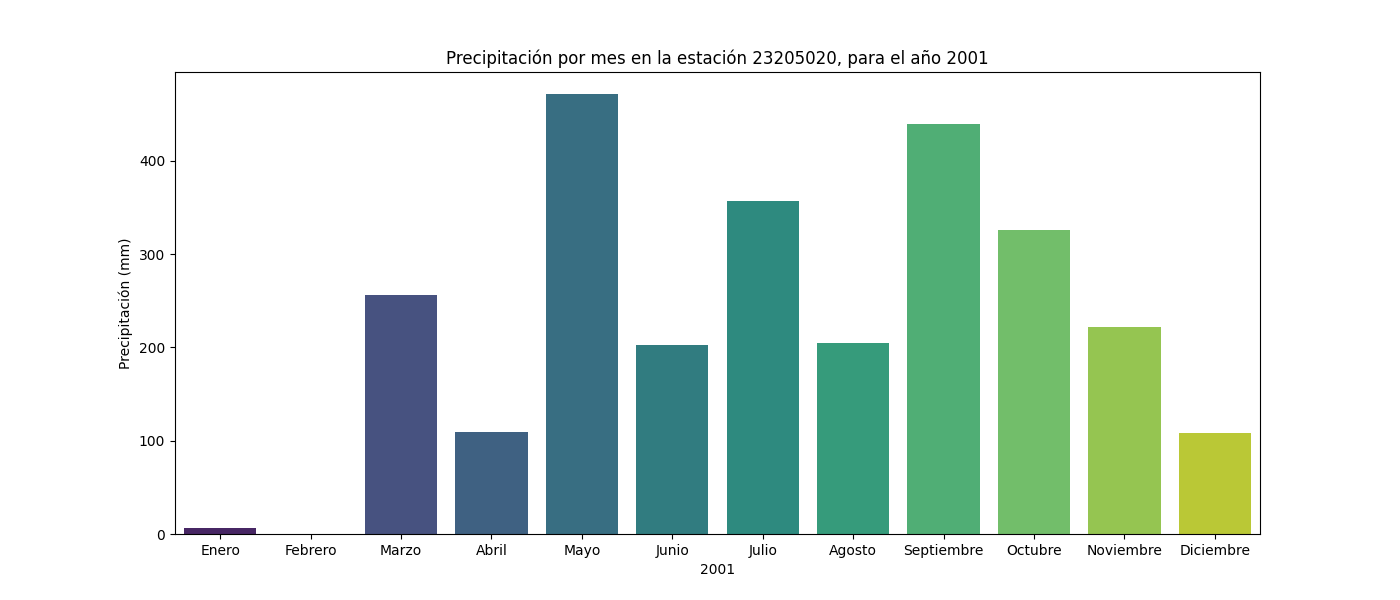 Precipitación por mes en la estación 23205020, para el año 2001
Precipitación (mm)
400
300
200
100
0
Enero Febrero Marzo Abril Mayo Junio Julio Agosto Septiembre Octubre Noviembre Diciembre
2001